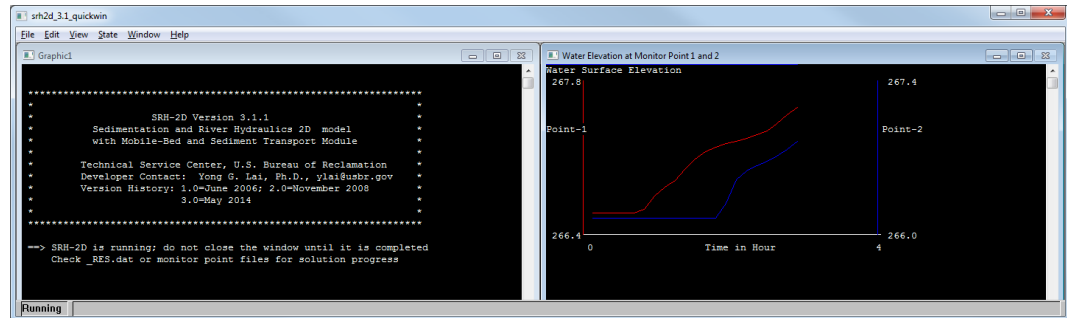 srh2d_3.1_quickwin
File Edit View State Window Help
Graphic1
*******************************************************************
* *
* SRH-2D Version 3.1.1 *
* Sedimentation and River Hydraulics 2D model *
* with Mobile-Bed and Sediment Transport Module *
* *
* Technical Service Center, U.S. Bureau of Reclamation *
* Developer Contact: Yong G. Lai, Ph.D., ylai@usbr.gov *
* Version History: 1.0=June 2006; 2.0=November 2008 *
* 3.0=May 2014 *
* *
*******************************************************************
==> SRH-2D is running; do not close the window until it is completed
Check _RES.dat or monitor point files for solution progress
Water Elevation at Monitor Point 1 and 2
Water Surface Elevation
267.8 267.4
Point-1 Point-2
266.4 266.0
0 Time in Hour 4
Running